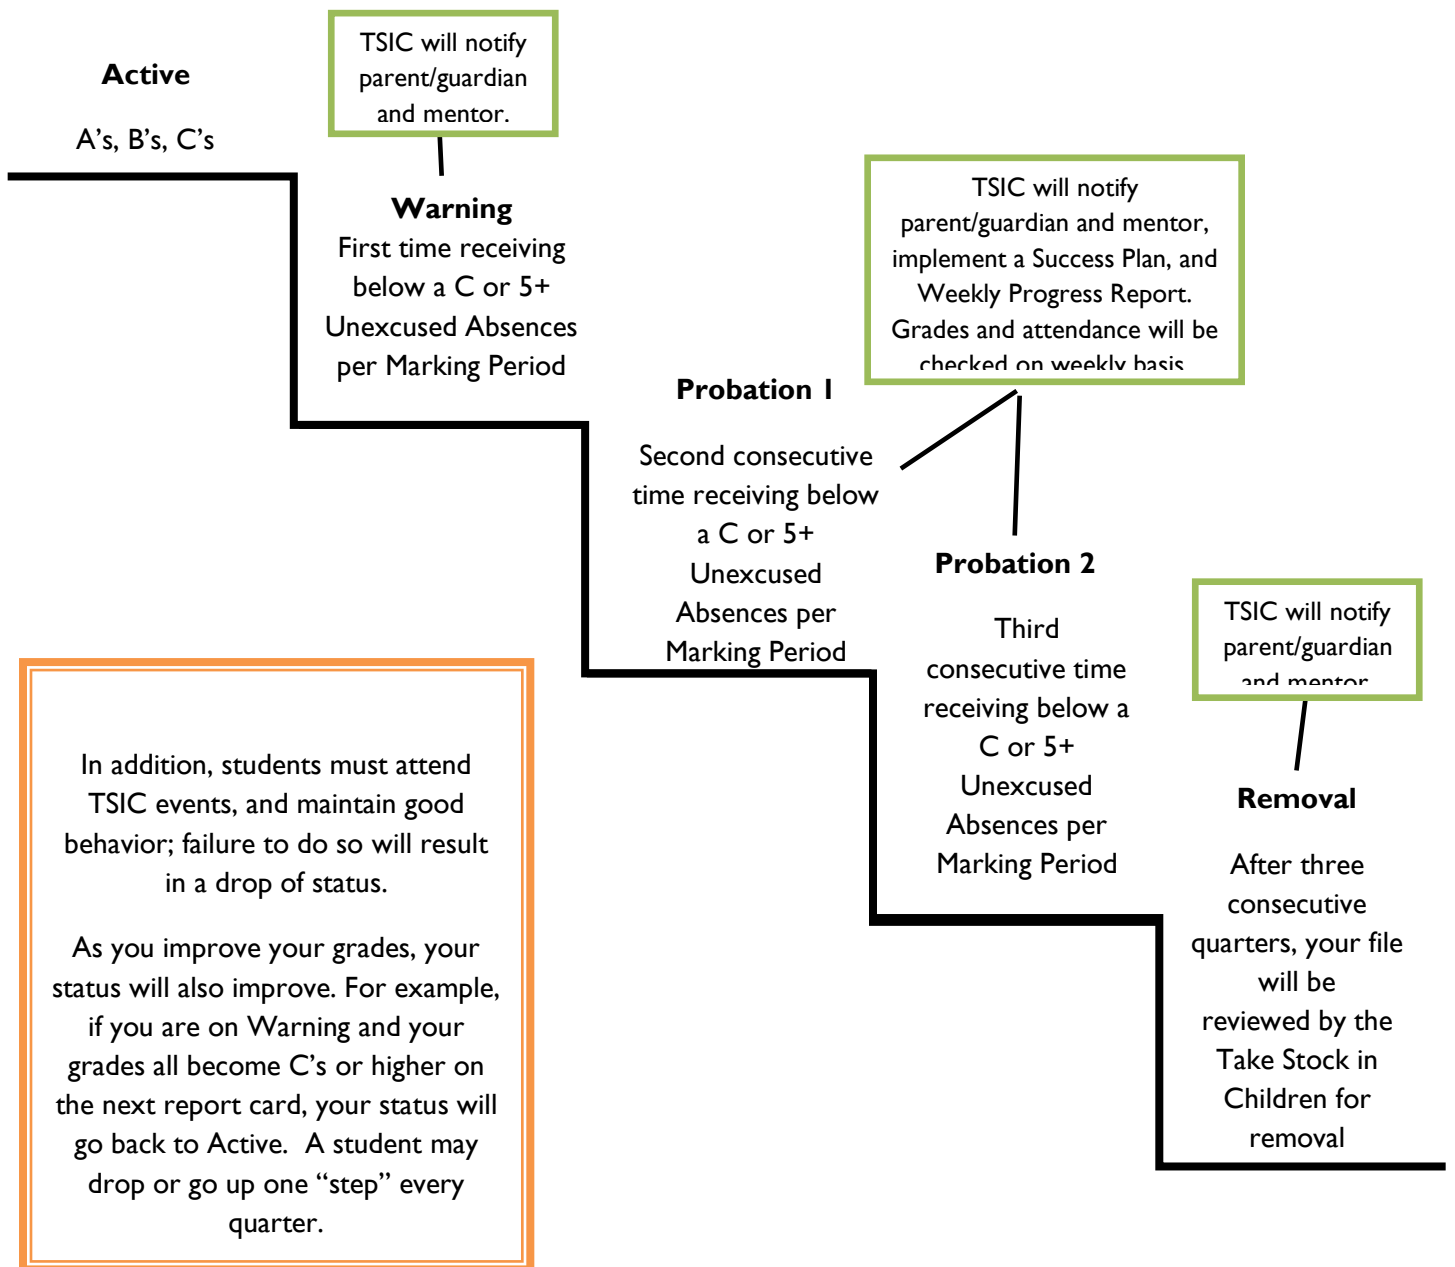 Active
A's, B's, C's
TSIC will notify
parent/guardian
and mentor.
Warning
First time receiving
below a C or 5+
Unexcused Absences
per Marking Period
TSIC will notify
parent/guardian and mentor,
implement a Success Plan, and
Weekly Progress Report.
Grades and attendance will be
checked on weekly basis
Probation 1
Second consecutive
time receiving below
a C or 5+
Unexcused
Absences per
Marking Period
Probation 2
Third
consecutive time
receiving below a
C or 5+
Unexcused
Absences per
Marking Period
TSIC will notify
parent/guardian
and mentor
Removal
After three
consecutive
quarters, your file
will be
reviewed by the
Take Stock in
Children for
removal
In addition, students must attend
TSIC events, and maintain good
behavior; failure to do so will result
in a drop of status.
As you improve your grades, your
status will also improve. For example,
if you are on Warning and your
grades all become C's or higher on
the next report card, your status will
go back to Active.  A student may
drop or go up one “step” every
quarter.